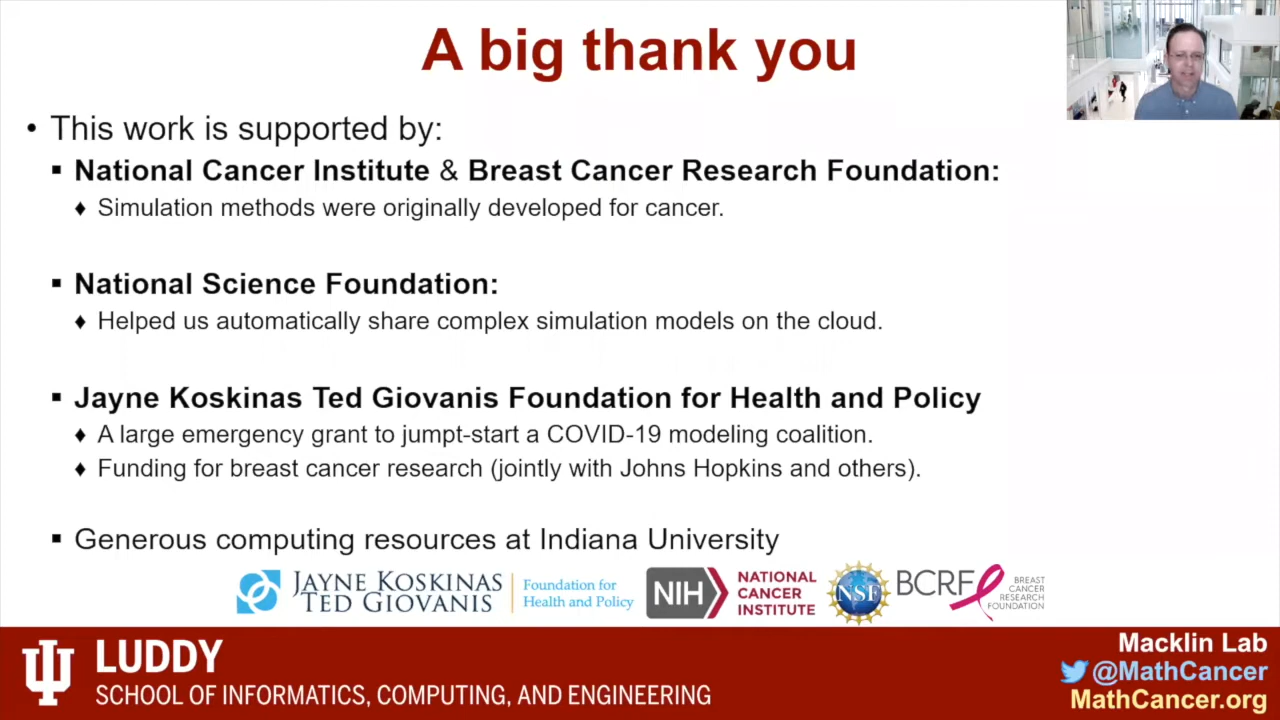 A big thank you
• This work is supported by:
▪ National Cancer Institute & Breast Cancer Research Foundation:
♦ Simulation methods were originally developed for cancer.
▪ National Science Foundation:
♦ Helped us automatically share complex simulation models on the cloud.
▪ Jayne Koskinas Ted Giovanis Foundation for Health and Policy
♦ A large emergency grant to jumpt-start a COVID-19 modeling coalition.
♦ Funding for breast cancer research (jointly with Johns Hopkins and others).
▪ Generous computing resources at Indiana University
JAYNE KOSKINAS
TED GIOVANIS
Foundation for
Health and Policy
NIH
NATIONAL
CANCER
INSTITUTE
NSF
BCRF
BREAST
CANCER
RESEARCH
FOUNDATION
LUDDY
SCHOOL OF INFORMATICS, COMPUTING, AND ENGINEERING
Macklin Lab
@MathCancer
MathCancer.org